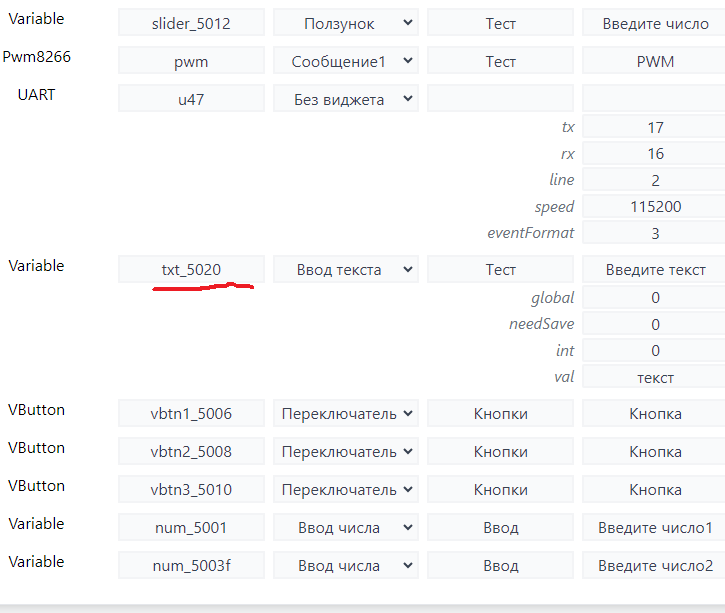 Variable slider_5012 Ползунок Тест Введите число
Pwm8266 pwm Сообщение1 Тест PWM
UART u47 Без виджета
tx 17
rx 16
line 2
speed 115200
eventFormat 3
Variable txt_5020 Ввод текста Тест Введите текст
global 0
needSave 0
int 0
val текст
VButton vbtn1_5006 Переключатель Кнопки Кнопка
VButton vbtn2_5008 Переключатель Кнопки Кнопка
VButton vbtn3_5010 Переключатель Кнопки Кнопка
Variable num_5001 Ввод числа Ввод Введите число1
Variable num_5003f Ввод числа Ввод Введите число2